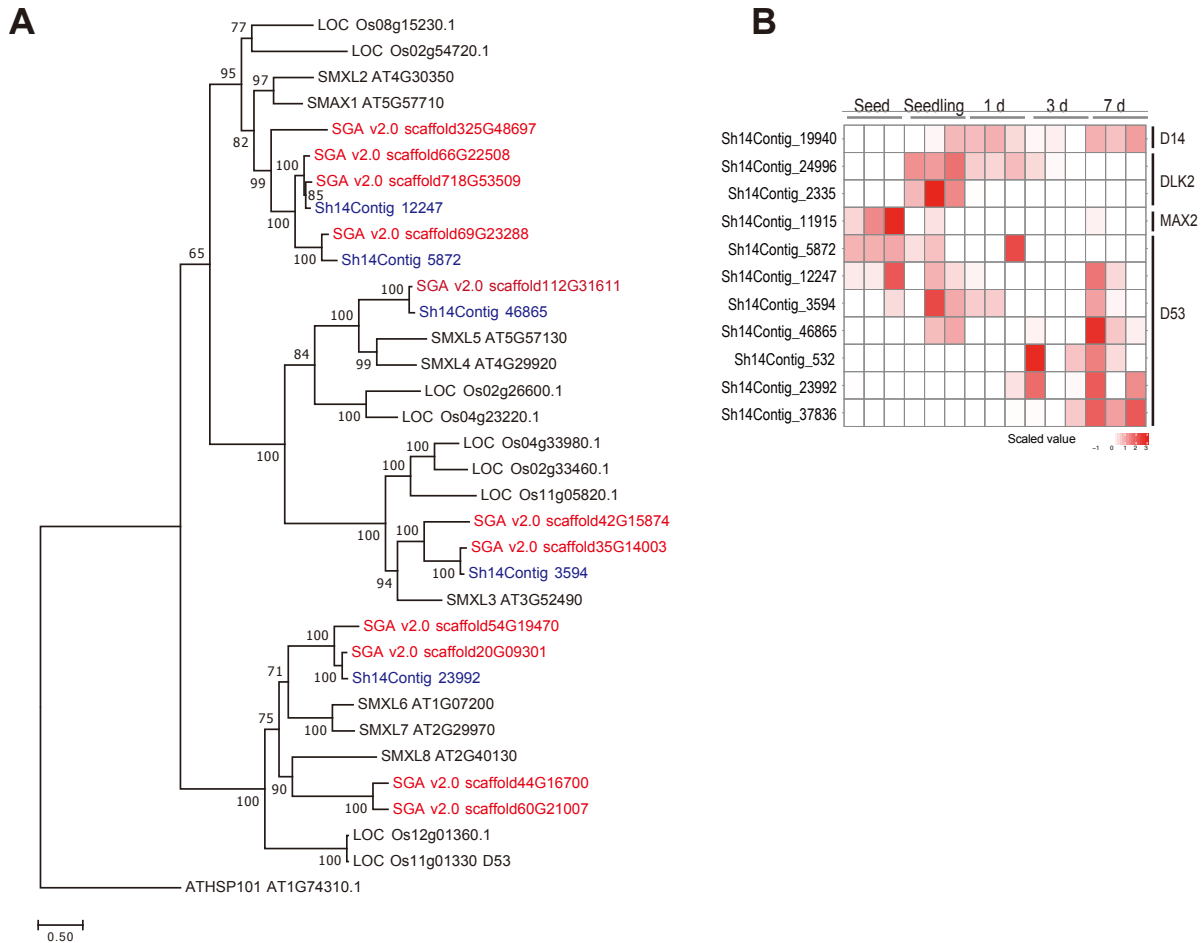 A
77
LOC Os08g15230.1
LOC Os02g54720.1
95
97
SMXL2 AT4G30350
SMAX1 AT5G57710
82
SGA v2.0 scaffold325G48697
99
100
SGA v2.0 scaffold66G22508
SGA v2.0 scaffold718G53509
85
Sh14Contig 12247
100
SGA v2.0 scaffold69G23288
100
Sh14Contig 5872
65
100
SGA v2.0 scaffold112G31611
Sh14Contig 46865
100
SMXL5 AT5G57130
99
SMXL4 AT4G29920
84
LOC Os02g26600.1
100
LOC Os04g23220.1
100
100
LOC Os04g33980.1
100
LOC Os02g33460.1
LOC Os11g05820.1
100
SGA v2.0 scaffold42G15874
100
SGA v2.0 scaffold35G14003
100
Sh14Contig 3594
94
SMXL3 AT3G52490
SGA v2.0 scaffold54G19470
100
SGA v2.0 scaffold20G09301
100
Sh14Contig 23992
71
SMXL6 AT1G07200
100
SMXL7 AT2G29970
75
SMXL8 AT2G40130
90
SGA v2.0 scaffold44G16700
100
SGA v2.0 scaffold60G21007
100
LOC Os12g01360.1
100
LOC Os11g01330 D53
ATHSP101 AT1G74310.1
0.50
B
Seed Seedling 1 d 3 d 7 d
Sh14Contig_19940 D14
Sh14Contig_24996
DLK2
Sh14Contig_2335
Sh14Contig_11915 MAX2
Sh14Contig_5872
Sh14Contig_12247
Sh14Contig_3594
D53
Sh14Contig_46865
Sh14Contig_532
Sh14Contig_23992
Sh14Contig_37836
Scaled value
-1 0 1 2 3